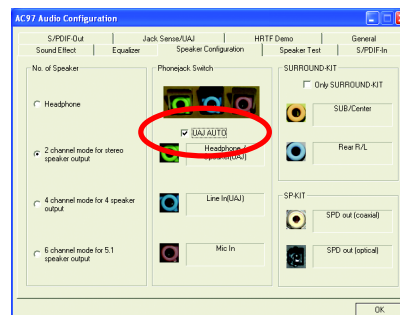 AC97 Audio Configuration
S/PDIF-Out Jack Sense/UAJ HRTF Demo General
Sound Effect Equalizer Speaker Configuration Speaker Test S/PDIF-In
No. of Speaker
Headphone
2 channel mode for stereo
speaker output
4 channel mode for 4 speaker
output
6 channel mode for 5.1
speaker output
Phonejack Switch
UAJ AUTO
Headphone /
Speaker(UAJ)
Line In(UAJ)
Mic In
SURROUND-KIT
Only SURROUND-KIT
SUB/Center
Rear R/L
SP-KIT
SPD out (coaxial)
SPD out (optical)
OK